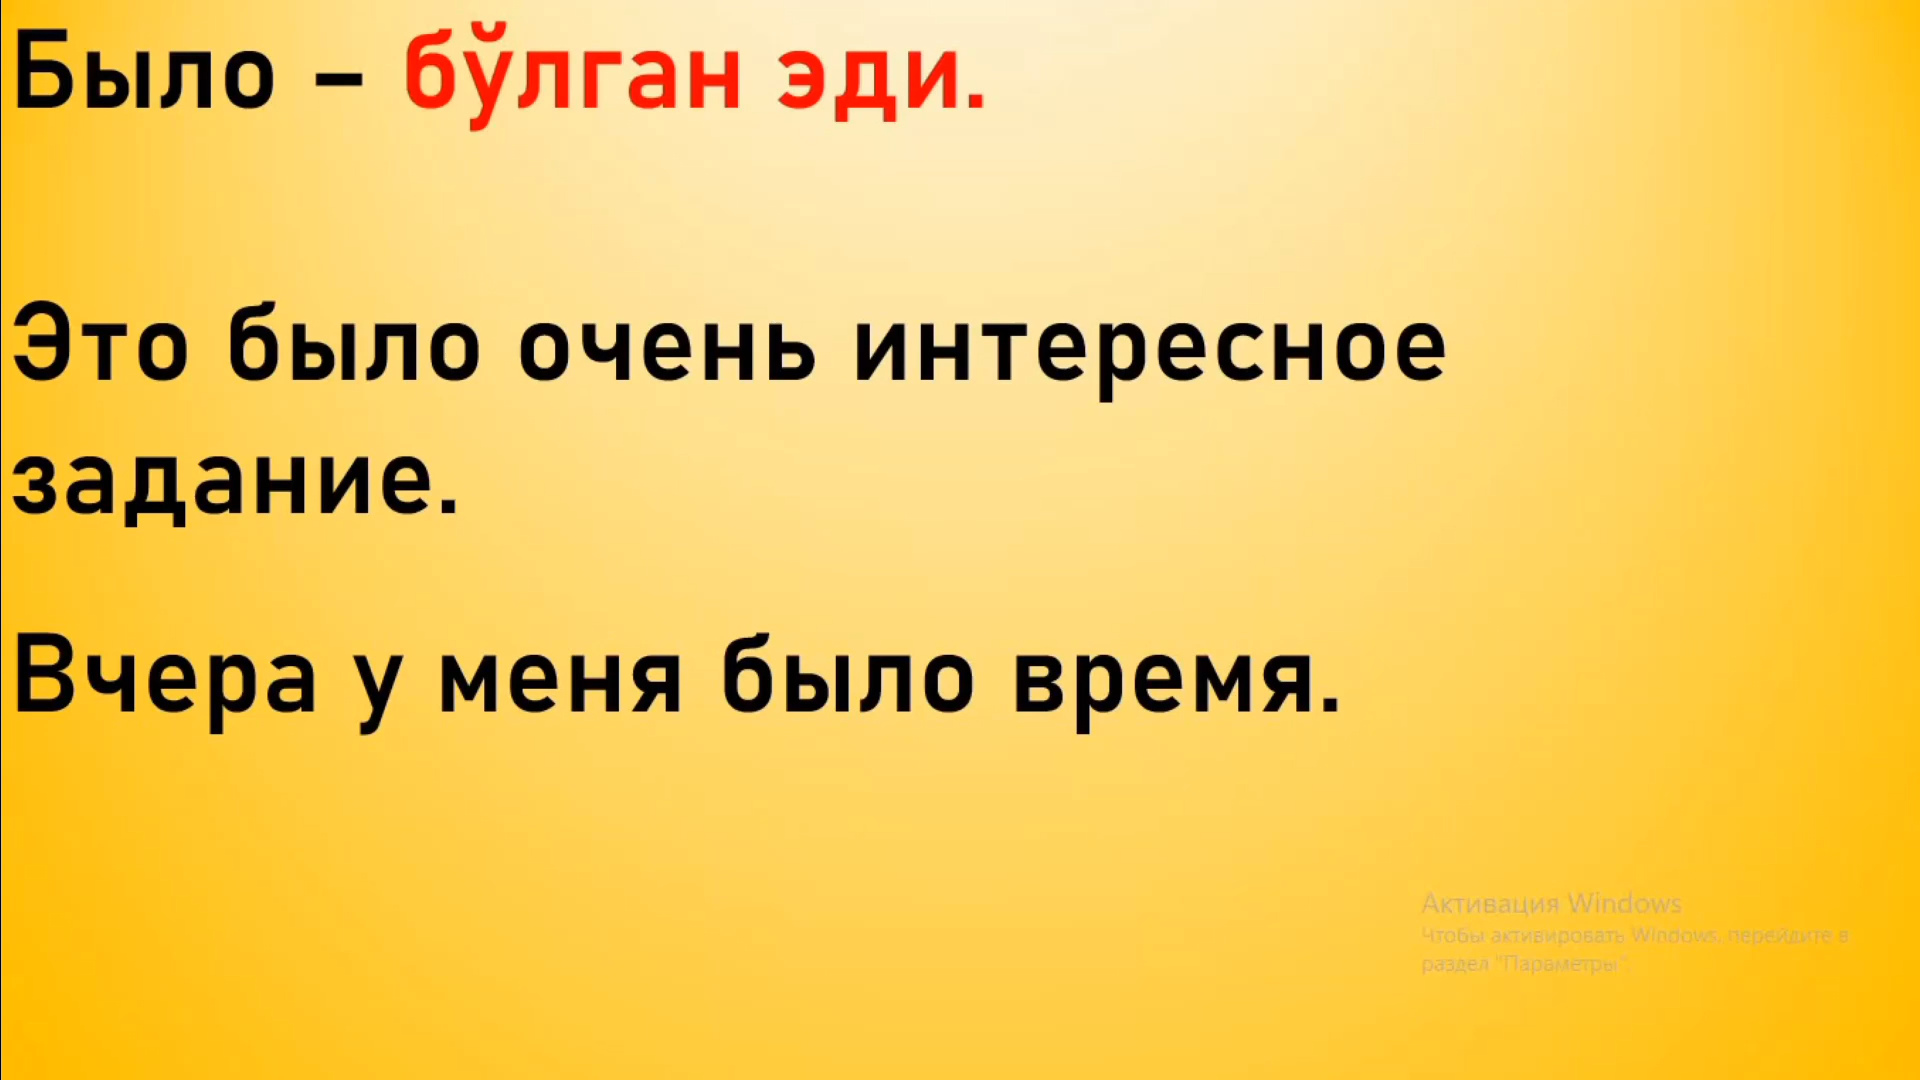 Было – бўлган эди.
Это было очень интересное
задание.
Вчера у меня было время.
Активация Windows
Чтобы активировать Windows, перейдите в
раздел "Параметры".